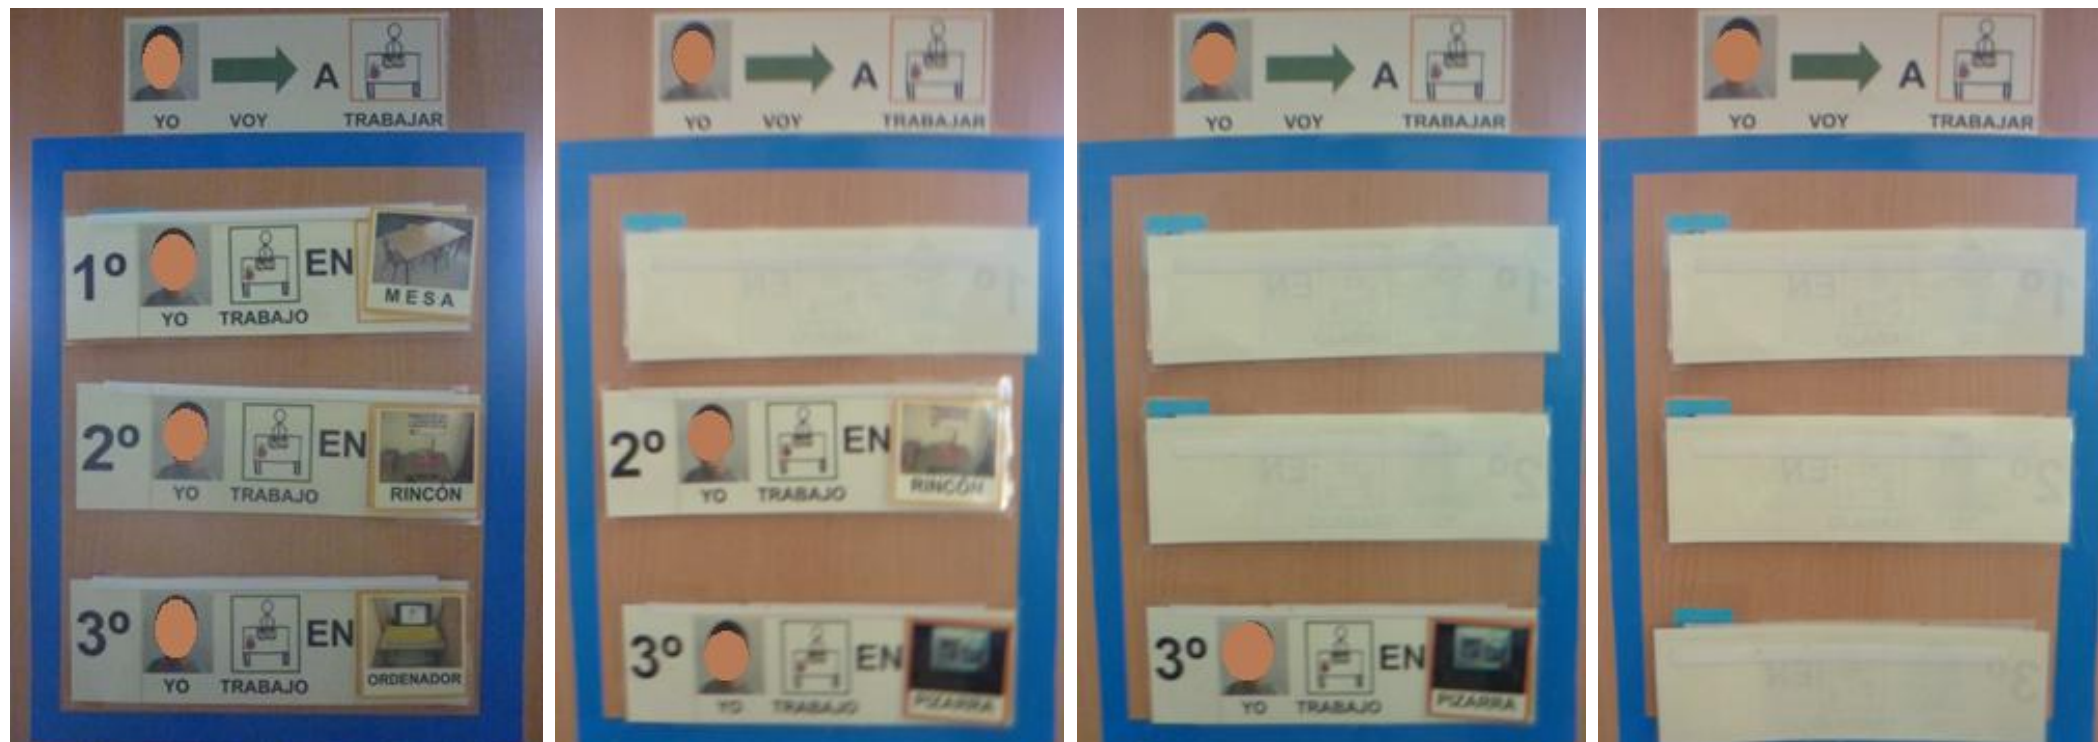 YO VOY A TRABAJAR
1º YO TRABAJO EN MESA
2º YO TRABAJO EN RINCÓN
3º YO TRABAJO EN ORDENADOR
YO VOY A TRABAJAR
2º YO TRABAJO EN RINCÓN
3º YO TRABAJO EN PIZARRA
YO VOY A TRABAJAR
3º YO TRABAJO EN PIZARRA
YO VOY A TRABAJAR